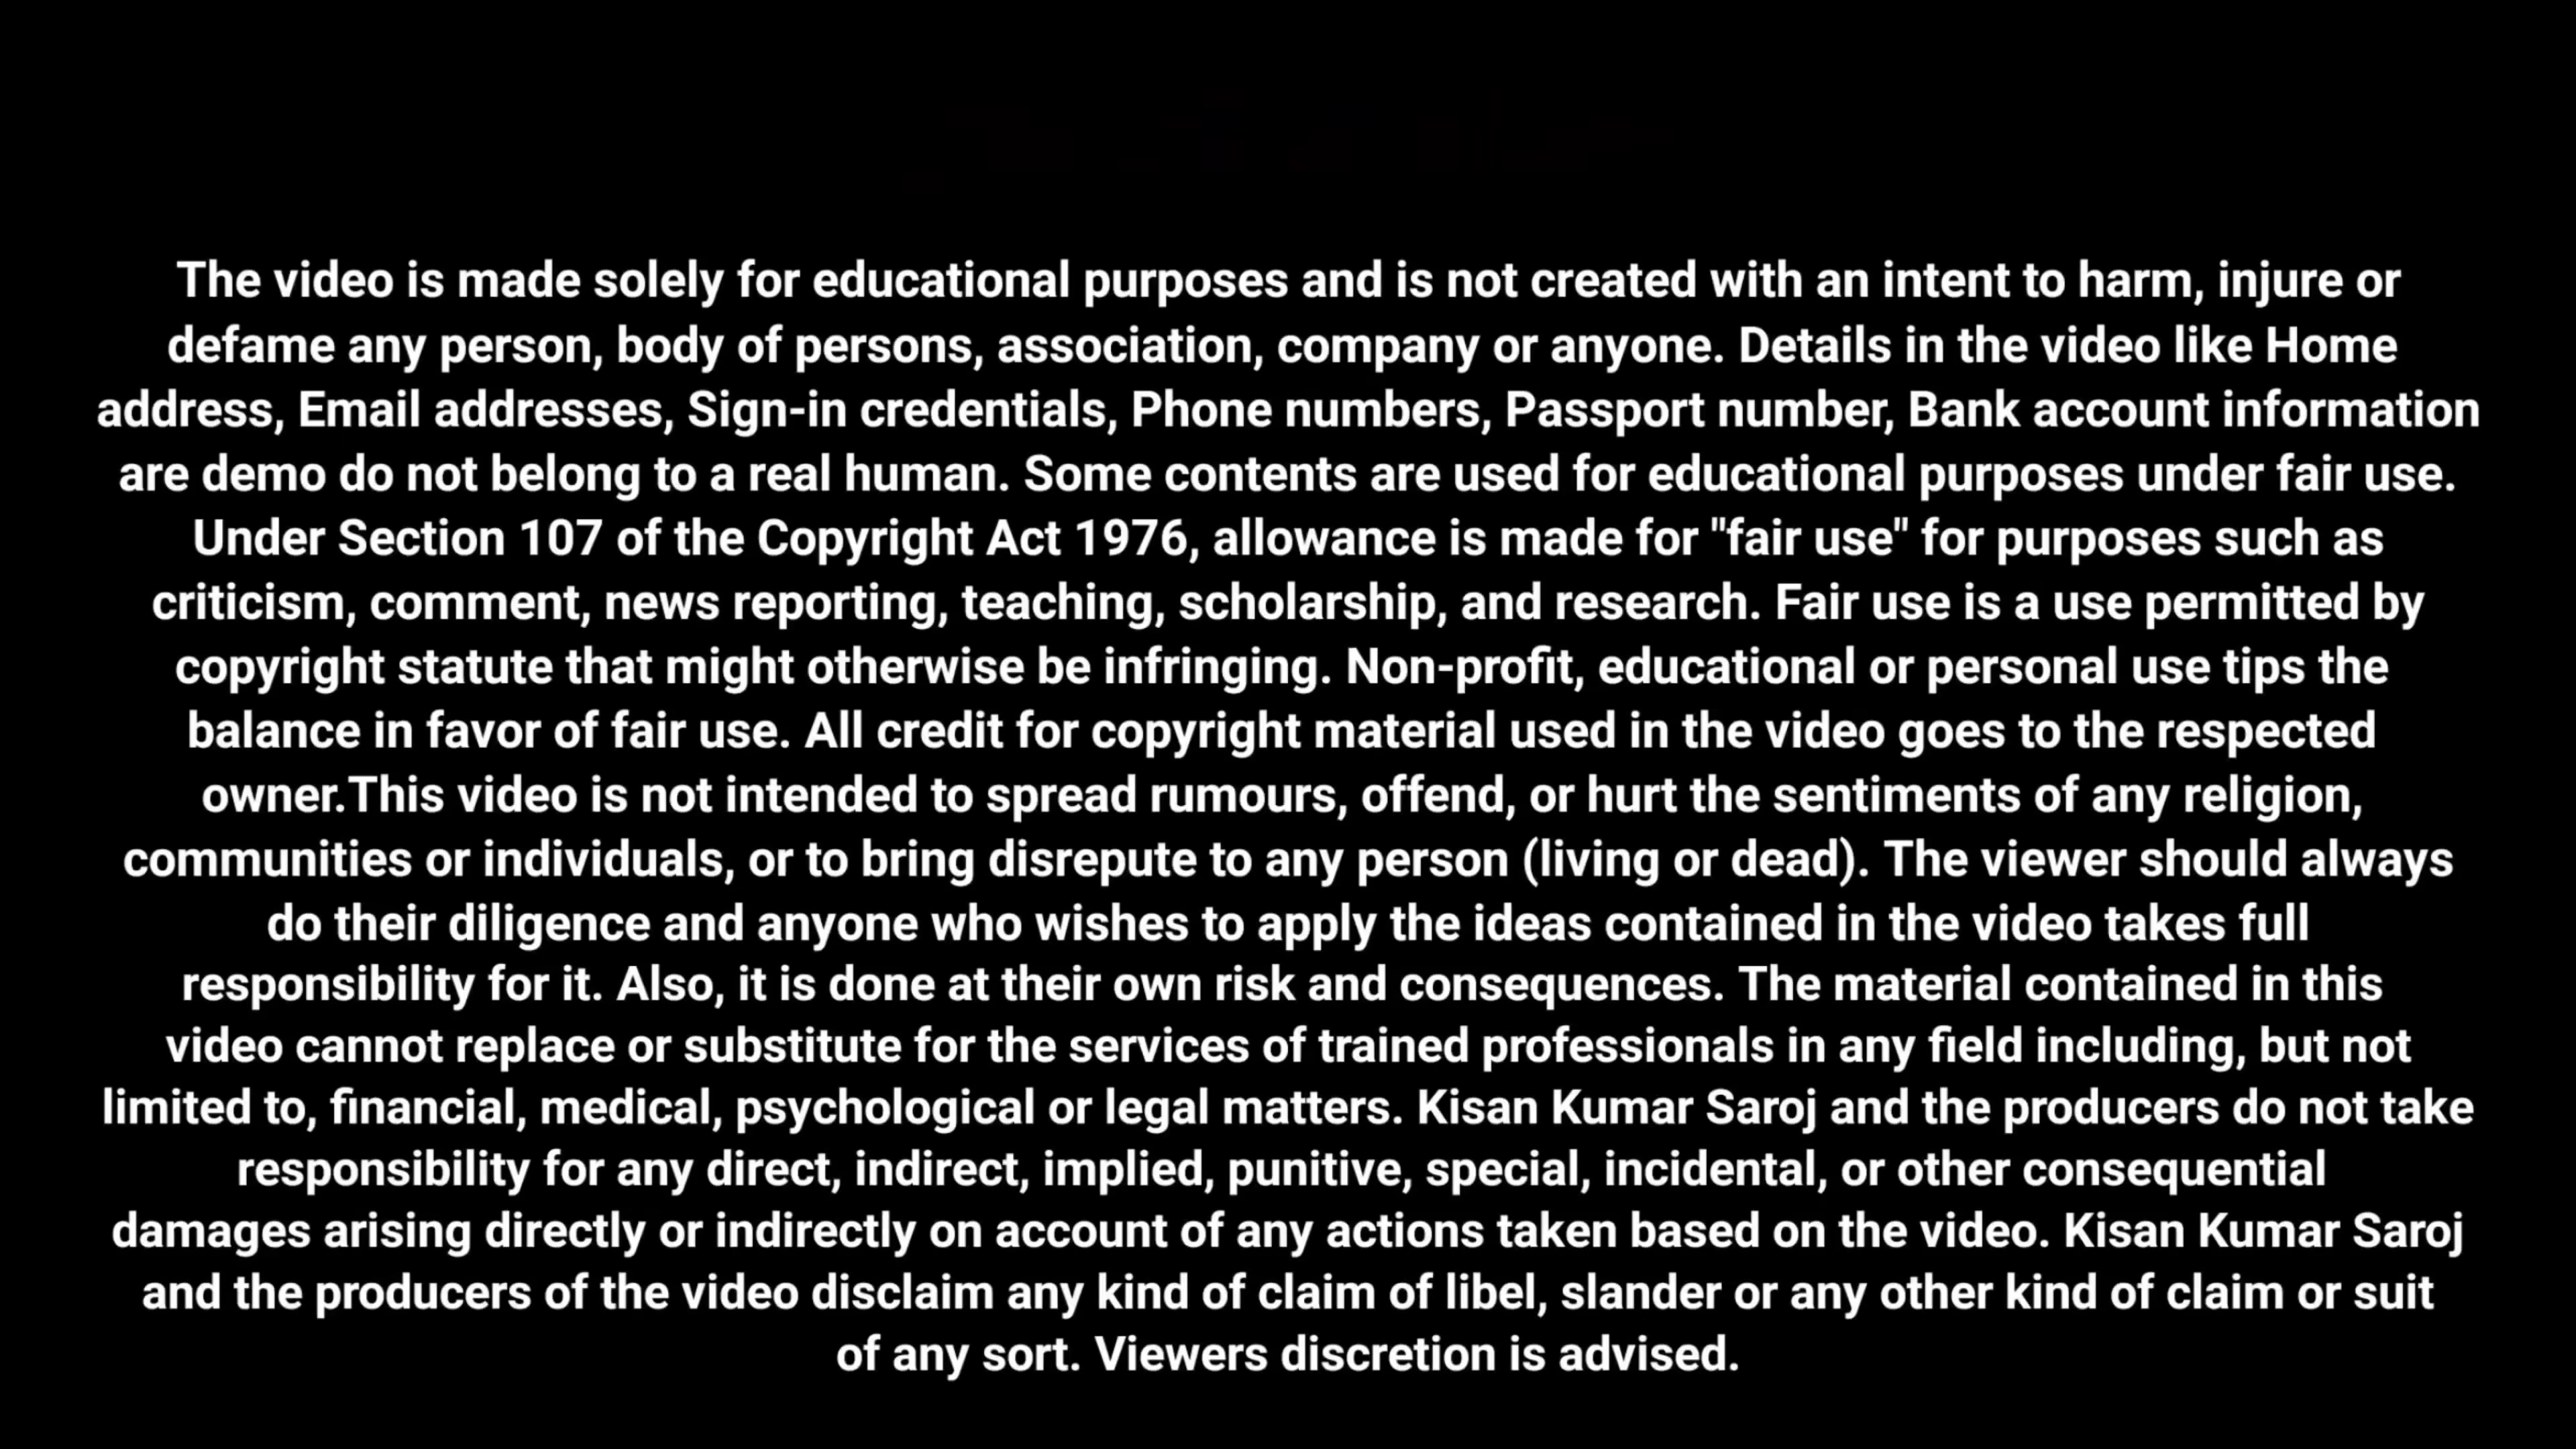 The video is made solely for educational purposes and is not created with an intent to harm, injure or
defame any person, body of persons, association, company or anyone. Details in the video like Home
address, Email addresses, Sign-in credentials, Phone numbers, Passport number, Bank account information
are demo do not belong to a real human. Some contents are used for educational purposes under fair use.
Under Section 107 of the Copyright Act 1976, allowance is made for "fair use" for purposes such as
criticism, comment, news reporting, teaching, scholarship, and research. Fair use is a use permitted by
copyright statute that might otherwise be infringing. Non-profit, educational or personal use tips the
balance in favor of fair use. All credit for copyright material used in the video goes to the respected
owner.This video is not intended to spread rumours, offend, or hurt the sentiments of any religion,
communities or individuals, or to bring disrepute to any person (living or dead). The viewer should always
do their diligence and anyone who wishes to apply the ideas contained in the video takes full
responsibility for it. Also, it is done at their own risk and consequences. The material contained in this
video cannot replace or substitute for the services of trained professionals in any field including, but not
limited to, financial, medical, psychological or legal matters. Kisan Kumar Saroj and the producers do not take
responsibility for any direct, indirect, implied, punitive, special, incidental, or other consequential
damages arising directly or indirectly on account of any actions taken based on the video. Kisan Kumar Saroj
and the producers of the video disclaim any kind of claim of libel, slander or any other kind of claim or suit
of any sort. Viewers discretion is advised.